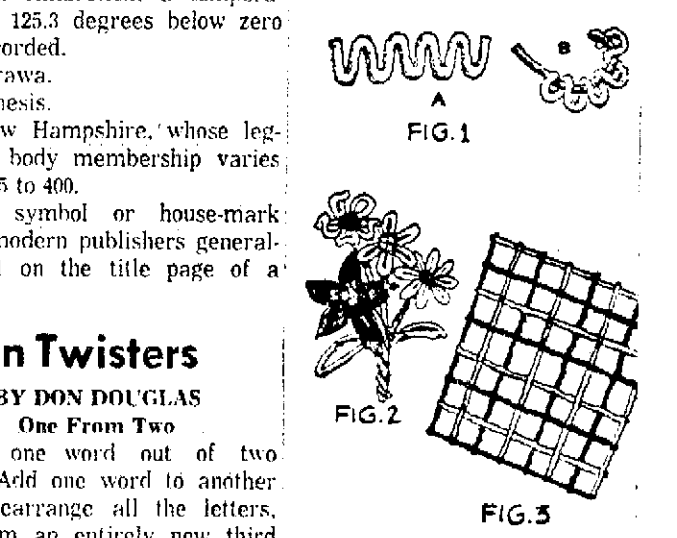 125.3 degrees below zero
orded.
rawa.
nesis.
w Hampshire, whose leg-
body membership varies
5 to 400.
symbol or house-mark
modern publishers general-
on the title page of a
n Twisters
BY DON DOUGLAS
One From Two
one word out of two
Add one word to another
earrange all the letters,
m an entirely new third
B
A
FIG. 1
FIG. 2
FIG. 3